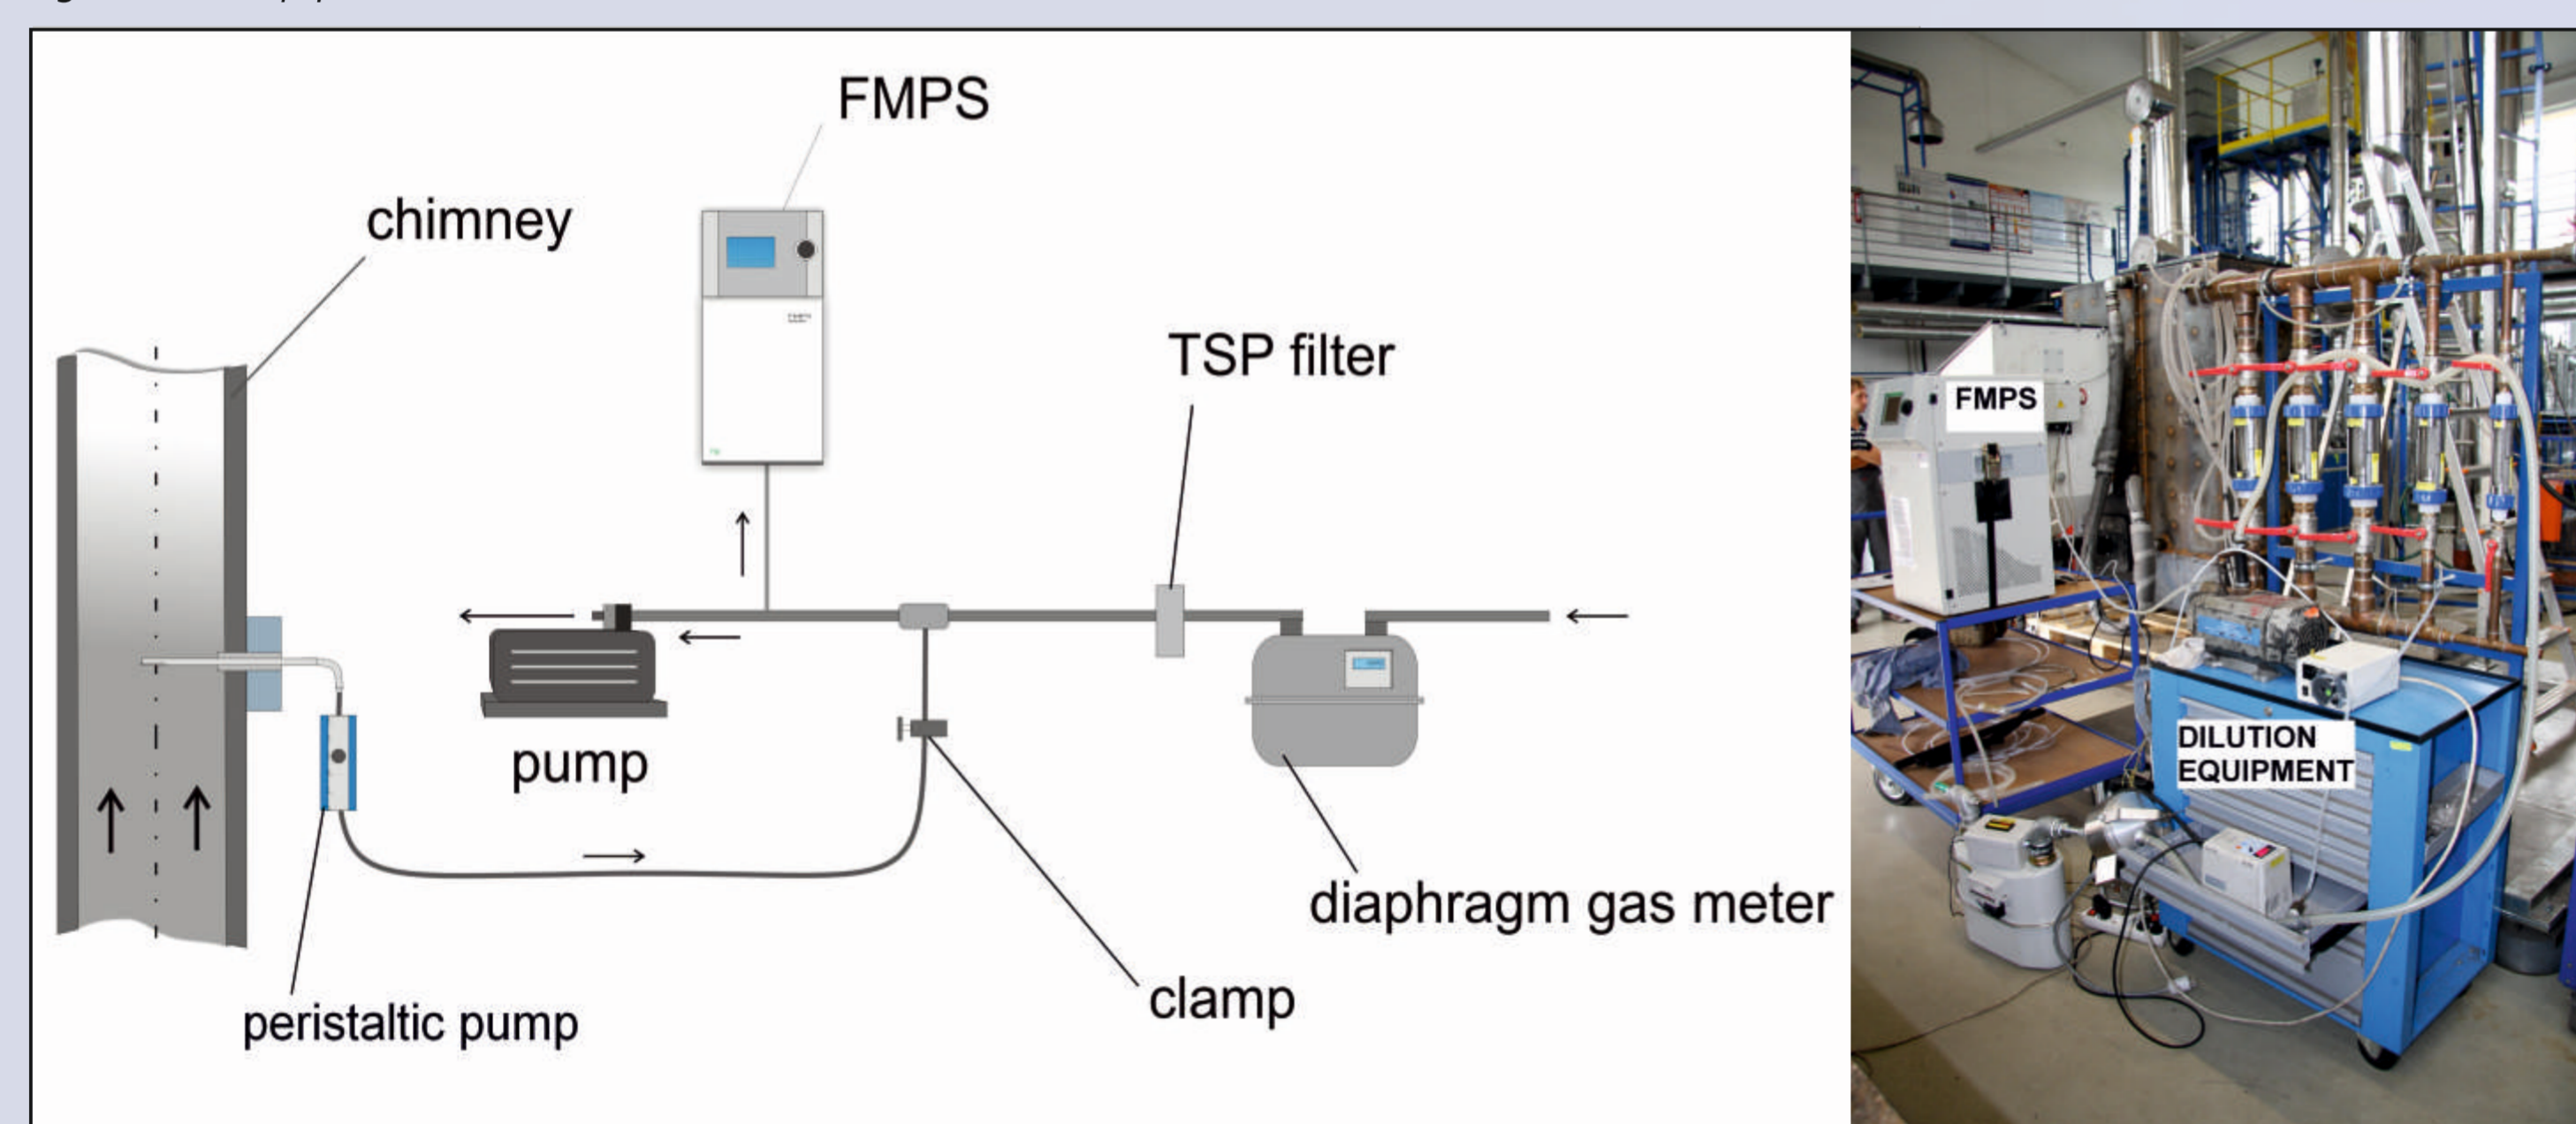 FMPS
chimney
TSP filter
pump
diaphragm gas meter
clamp
peristaltic pump
FMPS
DILUTION
EQUIPMENT